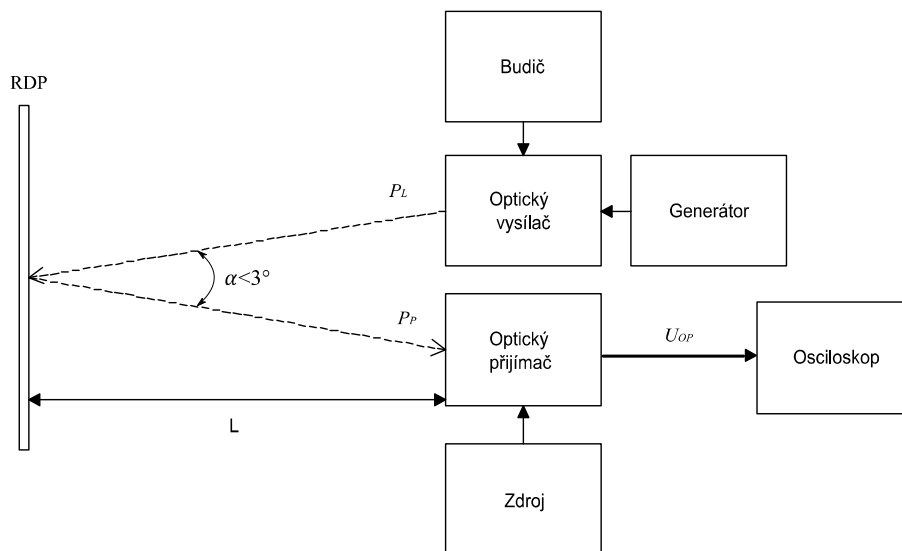 Budič
RDP
P_L
Optický
vysílač
Generátor
α<3°
P_P
Optický
přijímač
U_OP
Osciloskop
L
Zdroj